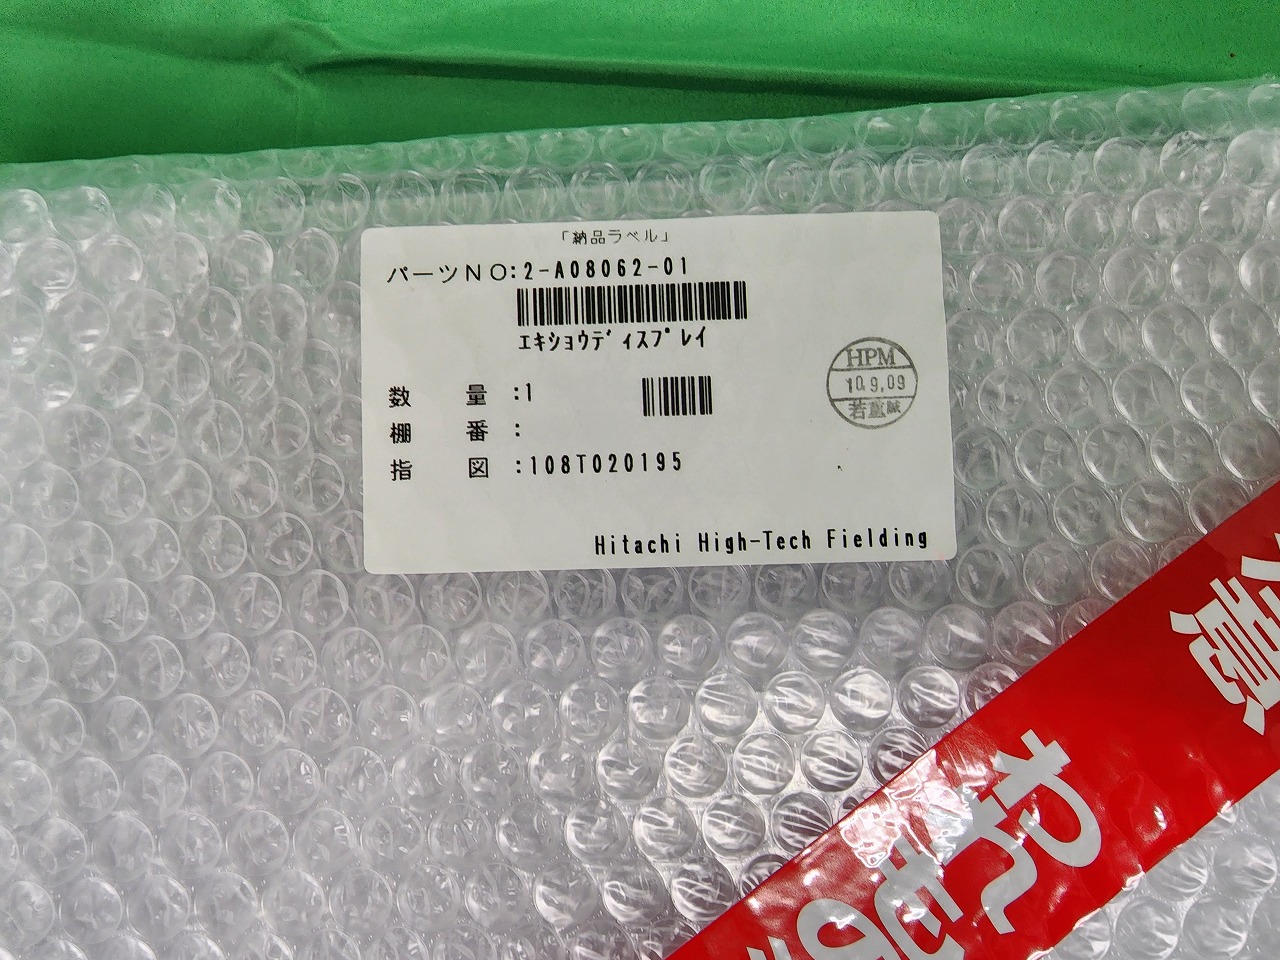 「納品ラベル」
パーツNO:2-A08062-01
ｴｷｼｮｳﾃﾞｨｽﾌﾟﾚｲ
数量:1
棚番:
指図:108T020195
HPM
10.9.09
Hitachi High-Tech Fielding
意